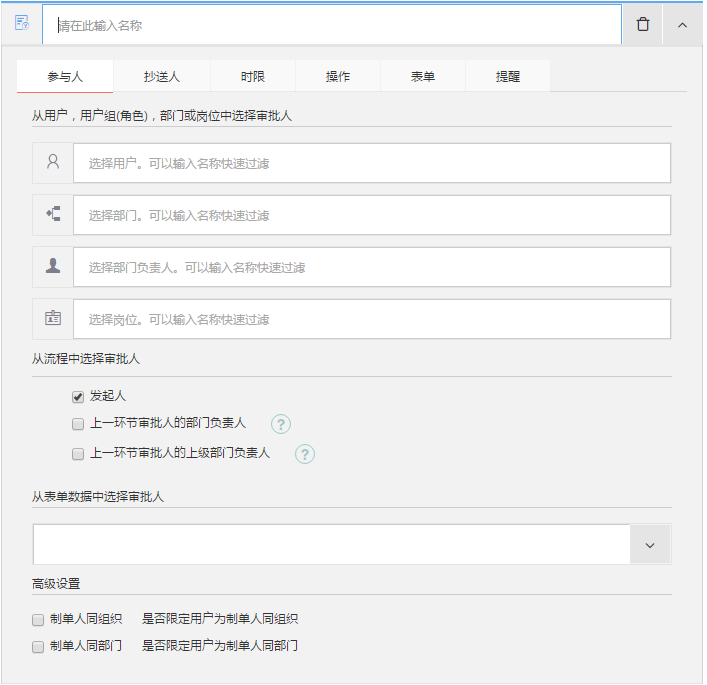 请在此输入名称
参与人 抄送人 时限 操作 表单 提醒
从用户，用户组(角色)，部门或岗位中选择审批人
选择用户。可以输入名称快速过滤
选择部门。可以输入名称快速过滤
选择部门负责人。可以输入名称快速过滤
选择岗位。可以输入名称快速过滤
从流程中选择审批人
发起人
上一环节审批人的部门负责人 ?
上一环节审批人的上级部门负责人 ?
从表单数据中选择审批人
高级设置
制单人同组织 是否限定用户为制单人同组织
制单人同部门 是否限定用户为制单人同部门